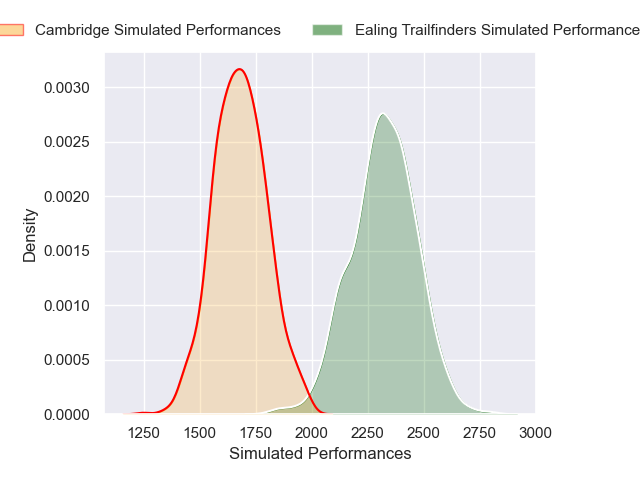 Cambridge Simulated Performances
Ealing Trailfinders Simulated Performance
0.0030
0.0025
0.0020
0.0015
0.0010
0.0005
0.0000
Density
1250 1500 1750 2000 2250 2500 2750 3000
Simulated Performances